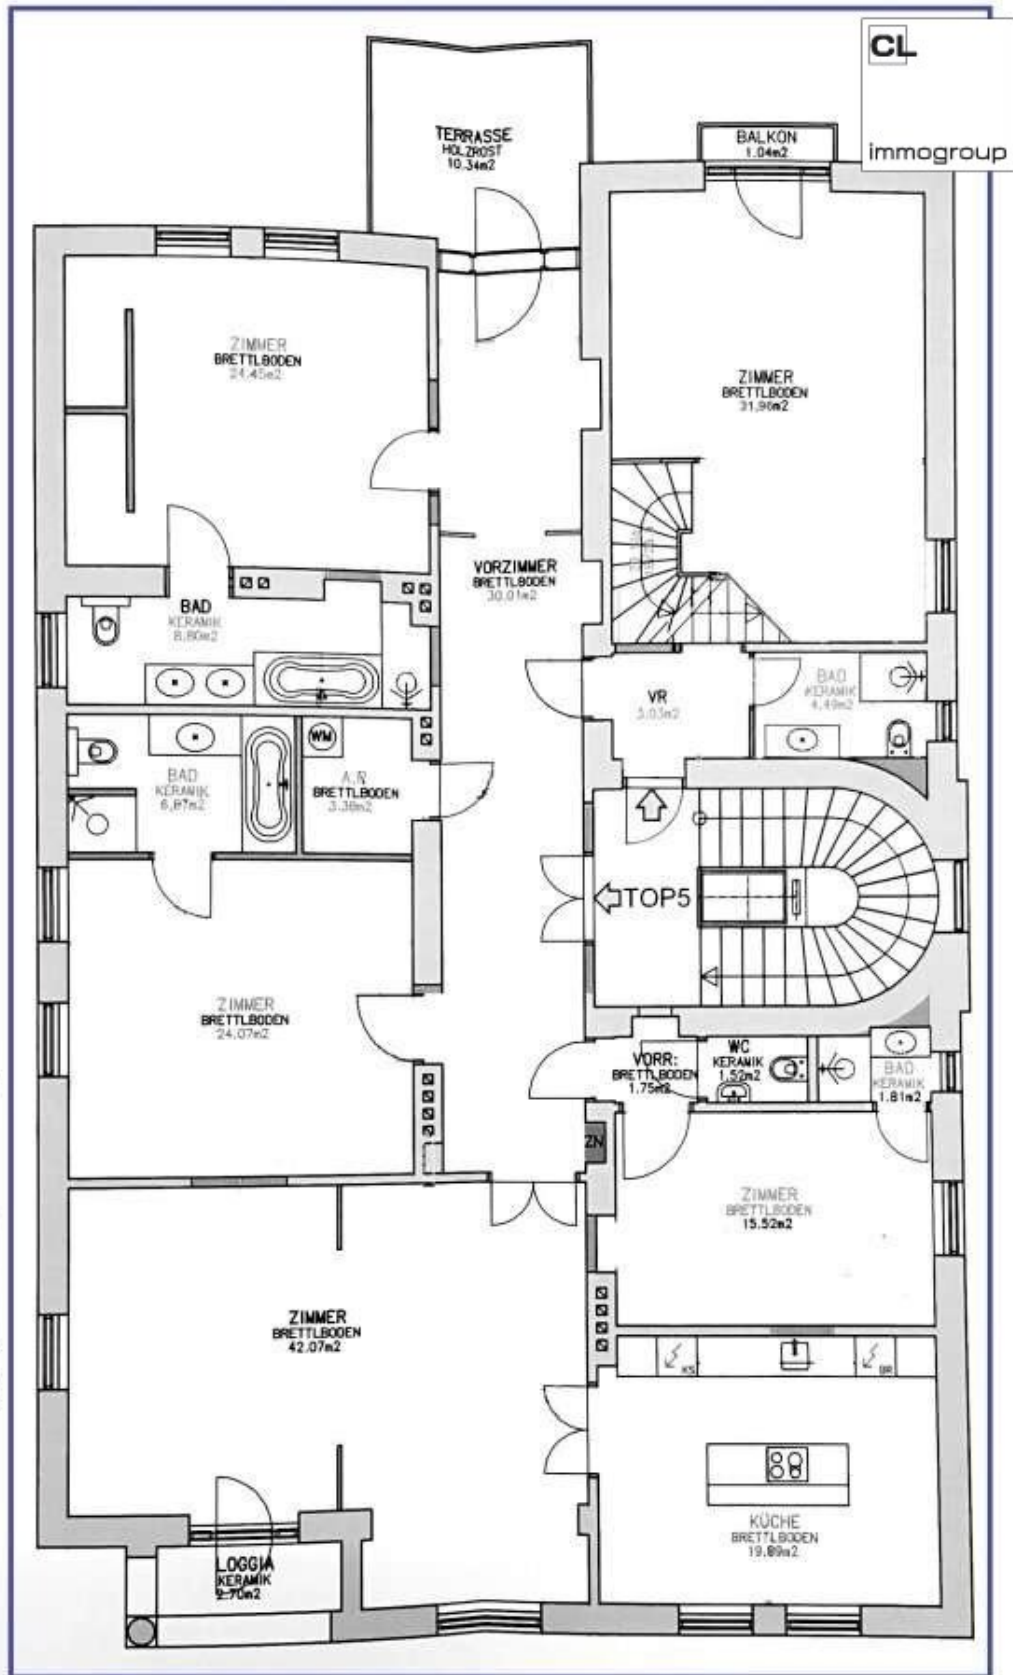 CL
immogroup
TERRASSE
HOLZROST
10.34m2
BALKON
1.04m2
ZIMMER
BRETTLBODEN
24.45m2
ZIMMER
BRETTLBODEN
31.96m2
VORZIMMER
BRETTLBODEN
30.01m2
BAD
KERAMIK
8.80m2
VR
3.03m2
BAD
KERAMIK
4.49m2
WM
BAD
KERAMIK
6.87m2
A.R
BRETTLBODEN
3.38m2
TOP5
ZIMMER
BRETTLBODEN
24.07m2
VORR:
BRETTLBODEN
1.75m2
WC
KERAMIK
1.52m2
BAD
KERAMIK
1.81m2
ZN
ZIMMER
BRETTLBODEN
15.52m2
ZIMMER
BRETTLBODEN
42.07m2
KS
BR
KÜCHE
BRETTLBODEN
19.89m2
LOGGIA
KERAMIK
2.70m2